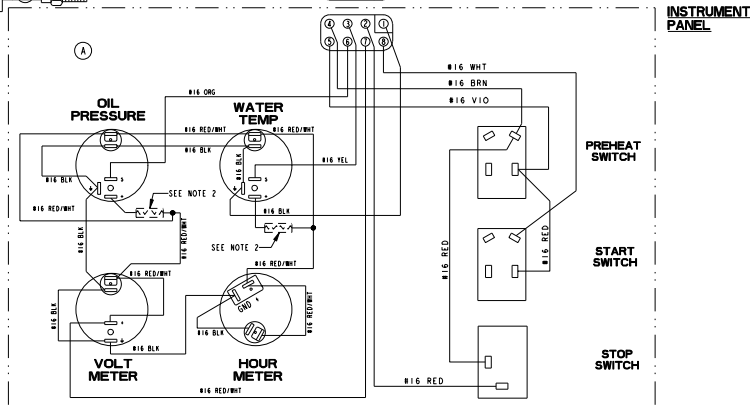 INSTRUMENT
PANEL
4 3 2 1
5 6 7 8
A
#16 WHT
#16 BRN
#16 VIO
#16 ORG
OIL
PRESSURE
WATER
TEMP
#16 RED/WHT
#16 RED/WHT
#16 BLK
#16 BLK
#16 YEL
PREHEAT
SWITCH
S
S
#16 BLK
SEE NOTE 2
#16 RED/WHT
#16 BLK
#16 BLK
#16 RED/WHT
SEE NOTE 2
#16 RED
#16 RED
START
SWITCH
#16 RED/WHT
#16 RED/WHT
#16 BLK
GND +
#16 RED/WHT
+
#16 BLK
#16 BLK
VOLT
METER
HOUR
METER
STOP
SWITCH
#16 RED
#16 RED/WHT